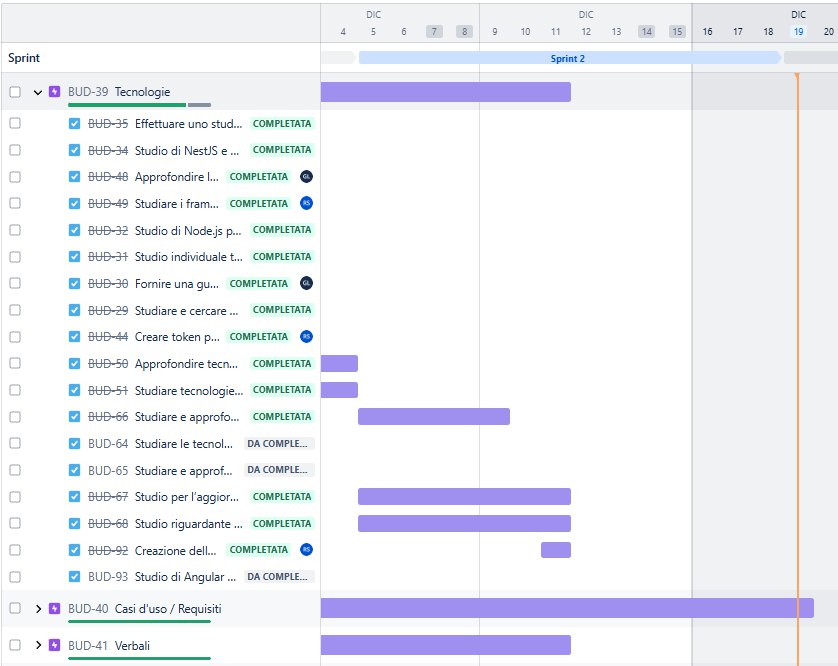 DIC DIC DIC
4 5 6 7 8 9 10 11 12 13 14 15 16 17 18 19 20
Sprint Sprint 2
BUD-39 Tecnologie
BUD-35 Effettuare uno stud... COMPLETATA
BUD-34 Studio di NestJS e ... COMPLETATA
BUD-48 Approfondire l... COMPLETATA GL
BUD-49 Studiare i fram... COMPLETATA RS
BUD-32 Studio di Node.js p... COMPLETATA
BUD-31 Studio individuale t... COMPLETATA
BUD-30 Fornire una gu... COMPLETATA GL
BUD-29 Studiare e cercare ... COMPLETATA
BUD-44 Creare token p... COMPLETATA RS
BUD-50 Approfondire tecn... COMPLETATA
BUD-51 Studiare tecnologie... COMPLETATA
BUD-66 Studiare e approfo... COMPLETATA
BUD-64 Studiare le tecnol... DA COMPLE...
BUD-65 Studiare e approf... DA COMPLE...
BUD-67 Studio per l'aggior... COMPLETATA
BUD-68 Studio riguardante ... COMPLETATA
BUD-92 Creazione dell... COMPLETATA RS
BUD-93 Studio di Angular ... DA COMPLE...
BUD-40 Casi d'uso / Requisiti
BUD-41 Verbali